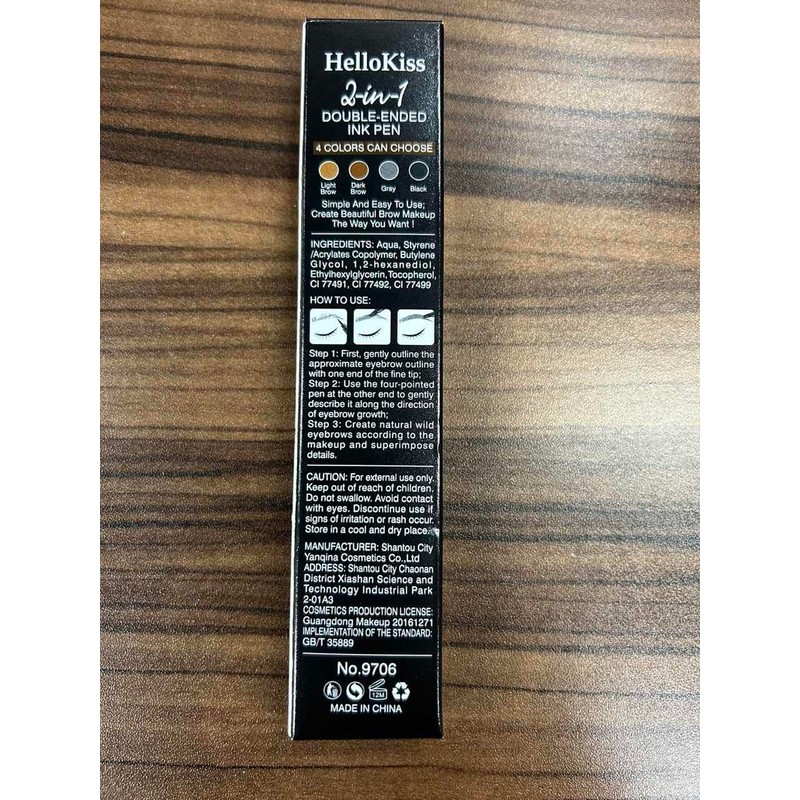 HelloKiss
2-in-1
DOUBLE-ENDED
INK PEN
4 COLORS CAN CHOOSE
Light Brow Dark Brow Gray Black
Simple And Easy To Use;
Create Beautiful Brow Makeup
The Way You Want !
INGREDIENTS: Aqua, Styrene
/Acrylates Copolymer, Butylene
Glycol, 1,2-hexanediol,
Ethylhexylglycerin,Tocopherol,
CI 77491, CI 77492, CI 77499
HOW TO USE:
Step 1: First, gently outline the
approximate eyebrow outline
with one end of the fine tip;
Step 2: Use the four-pointed
pen at the other end to gently
describe it along the direction
of eyebrow growth;
Step 3: Create natural wild
eyebrows according to the
makeup and superimpose
details.
CAUTION: For external use only.
Keep out of reach of children.
Do not swallow. Avoid contact
with eyes. Discontinue use if
signs of irritation or rash occur.
Store in a cool and dry place.
MANUFACTURER: Shantou City
Yanqina Cosmetics Co.,Ltd
ADDRESS: Shantou City Chaonan
District Xiashan Science and
Technology Industrial Park
2-01A3
COSMETICS PRODUCTION LICENSE:
Guangdong Makeup 20161271
IMPLEMENTATION OF THE STANDARD:
GB/T 35889
No.9706
12M
MADE IN CHINA